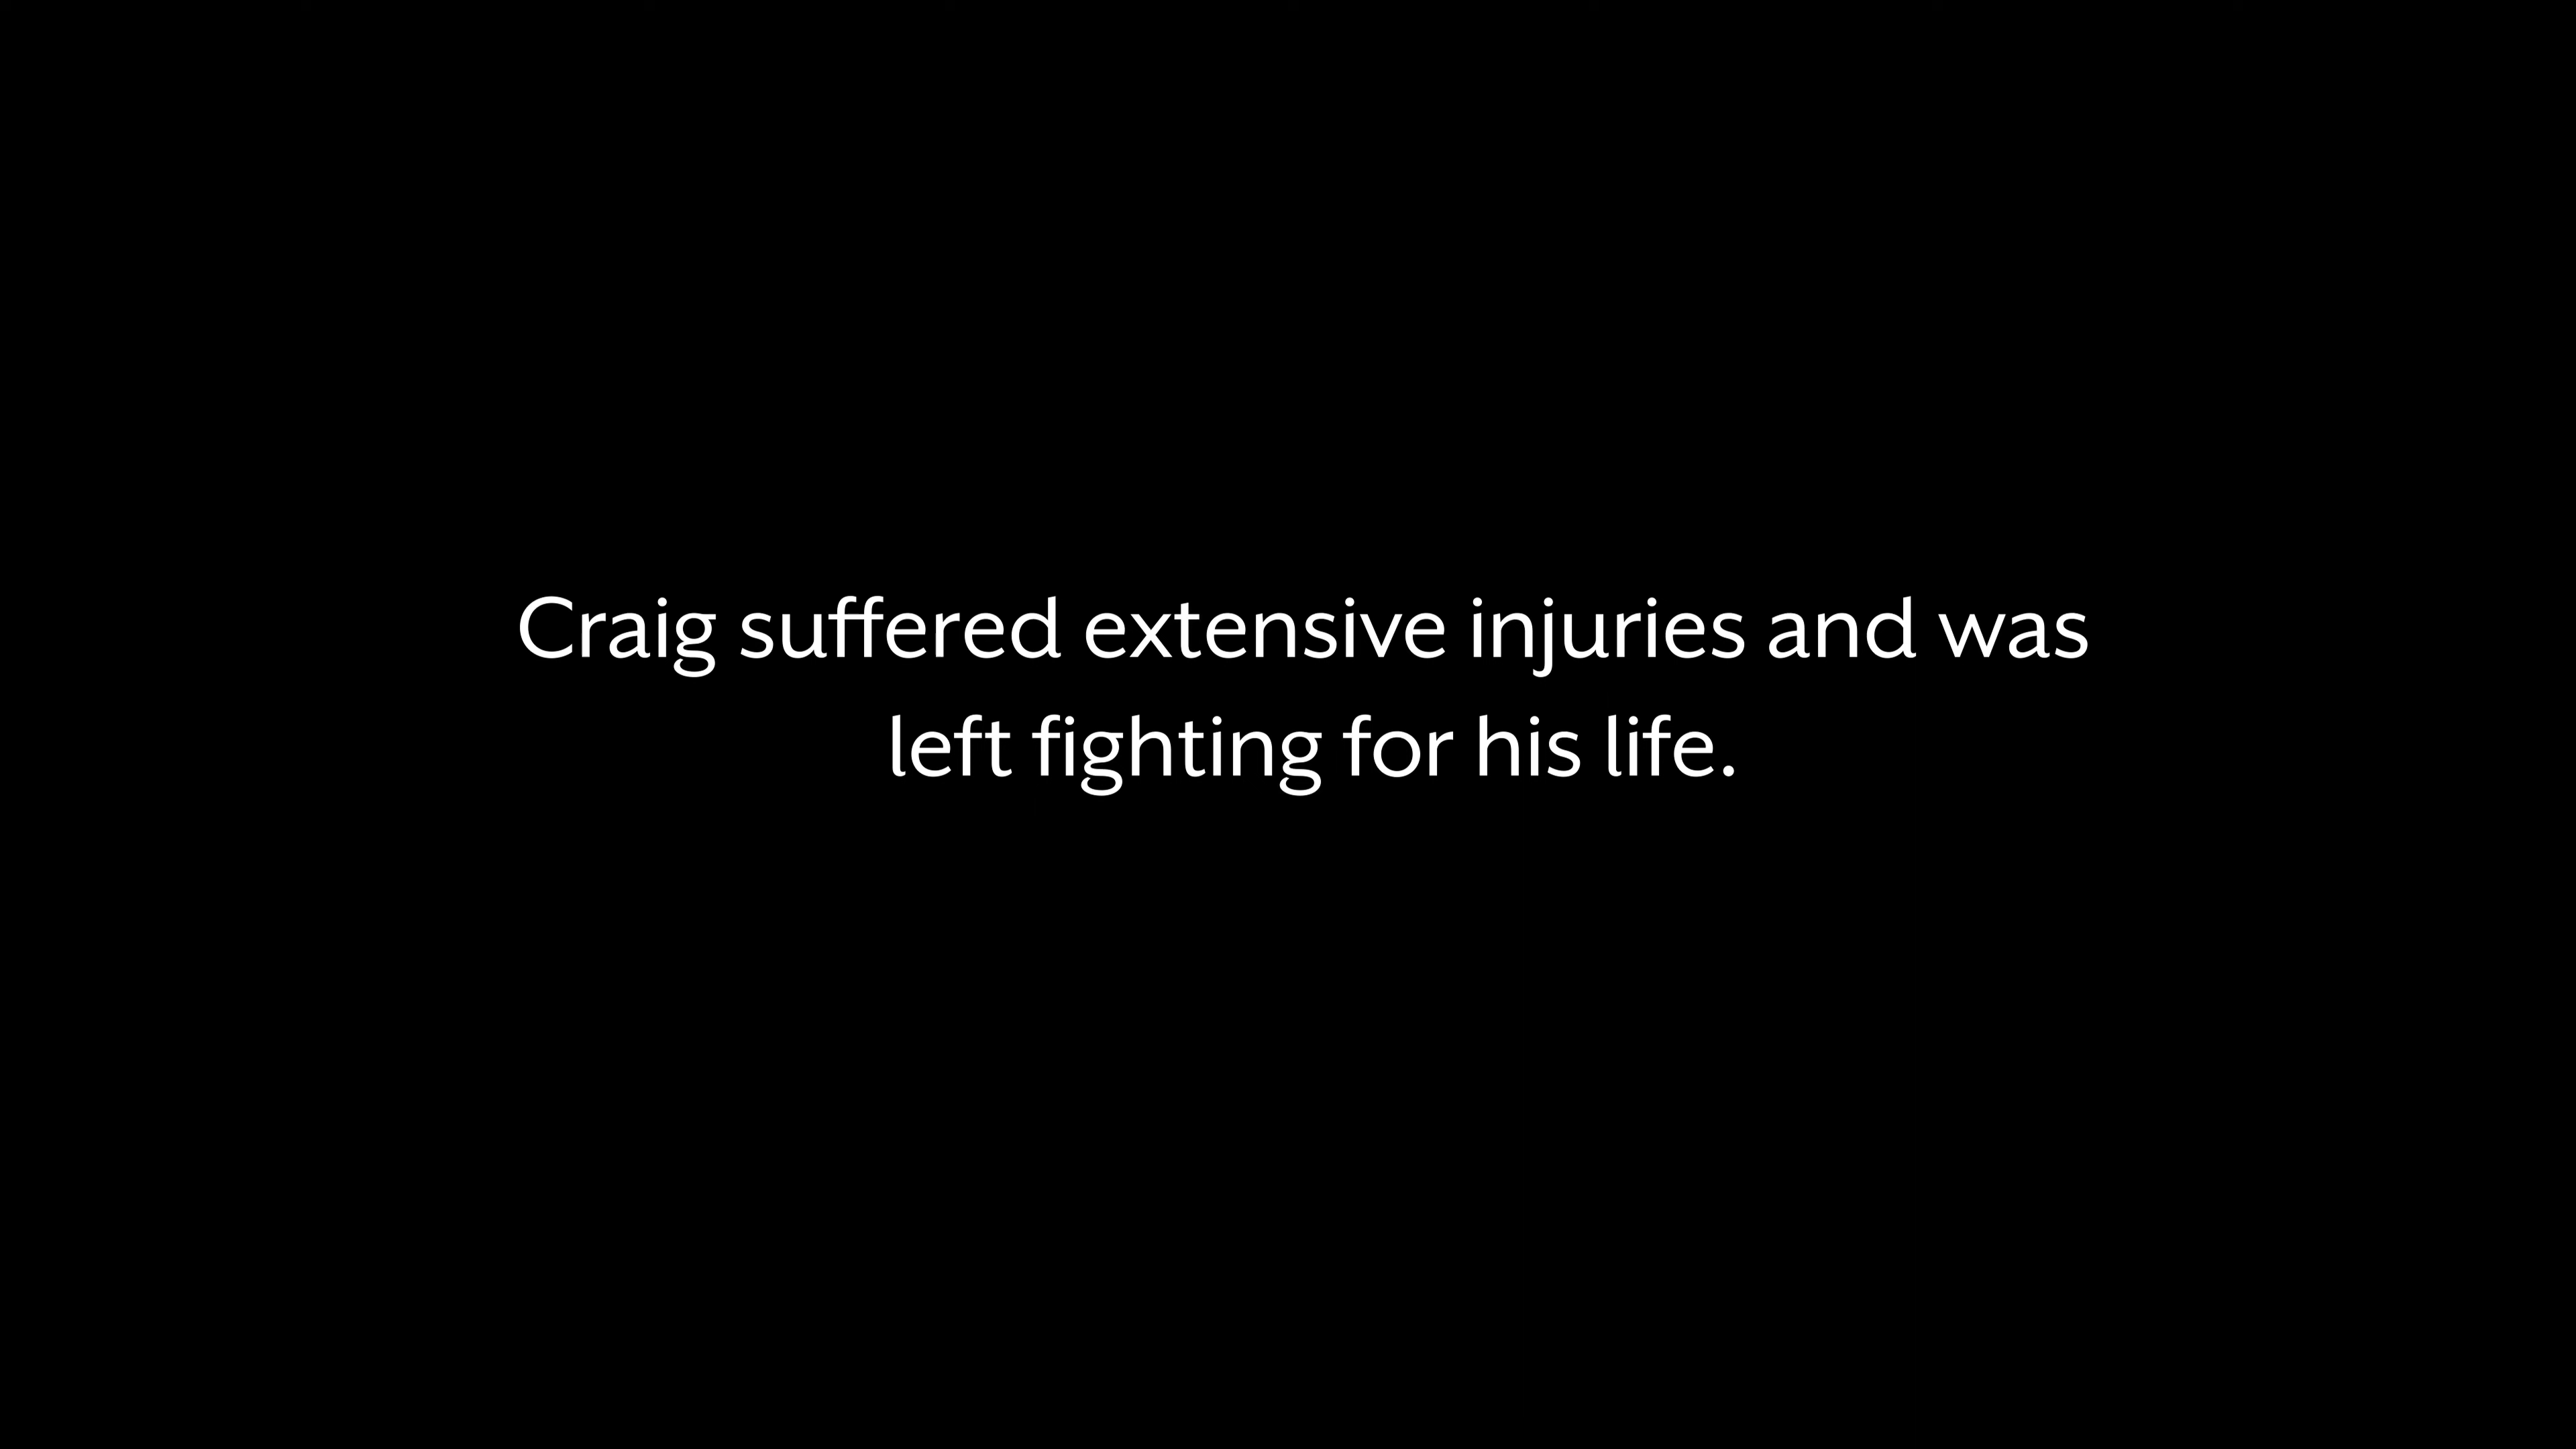 Craig suffered extensive injuries and was
left fighting for his life.